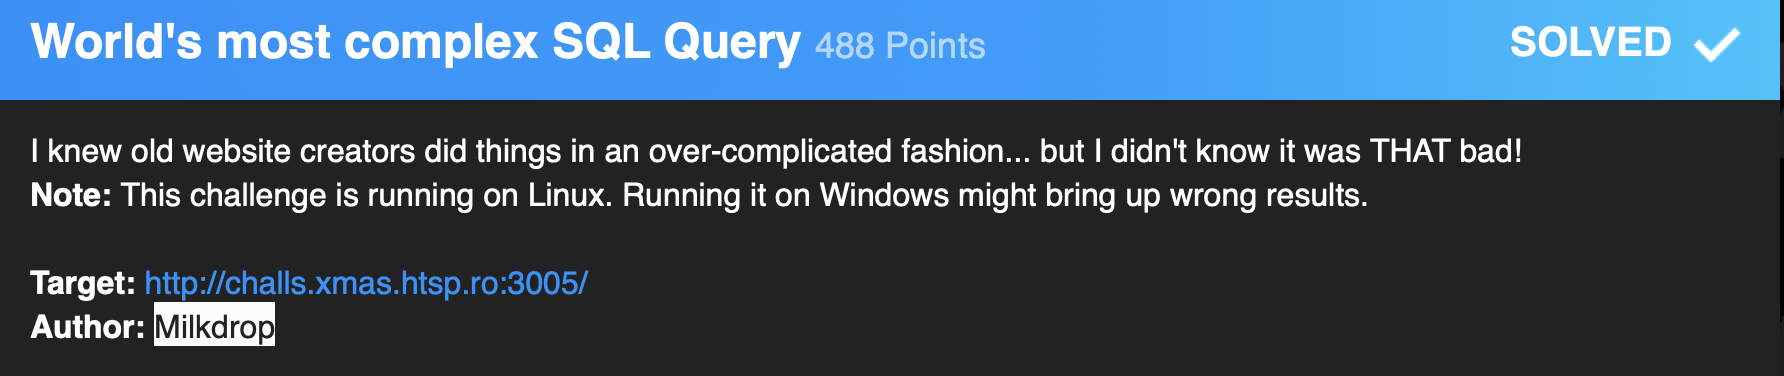 World's most complex SQL Query 488 Points SOLVED
I knew old website creators did things in an over-complicated fashion... but I didn't know it was THAT bad!
Note: This challenge is running on Linux. Running it on Windows might bring up wrong results.
Target: http://challs.xmas.htsp.ro:3005/
Author: Milkdrop